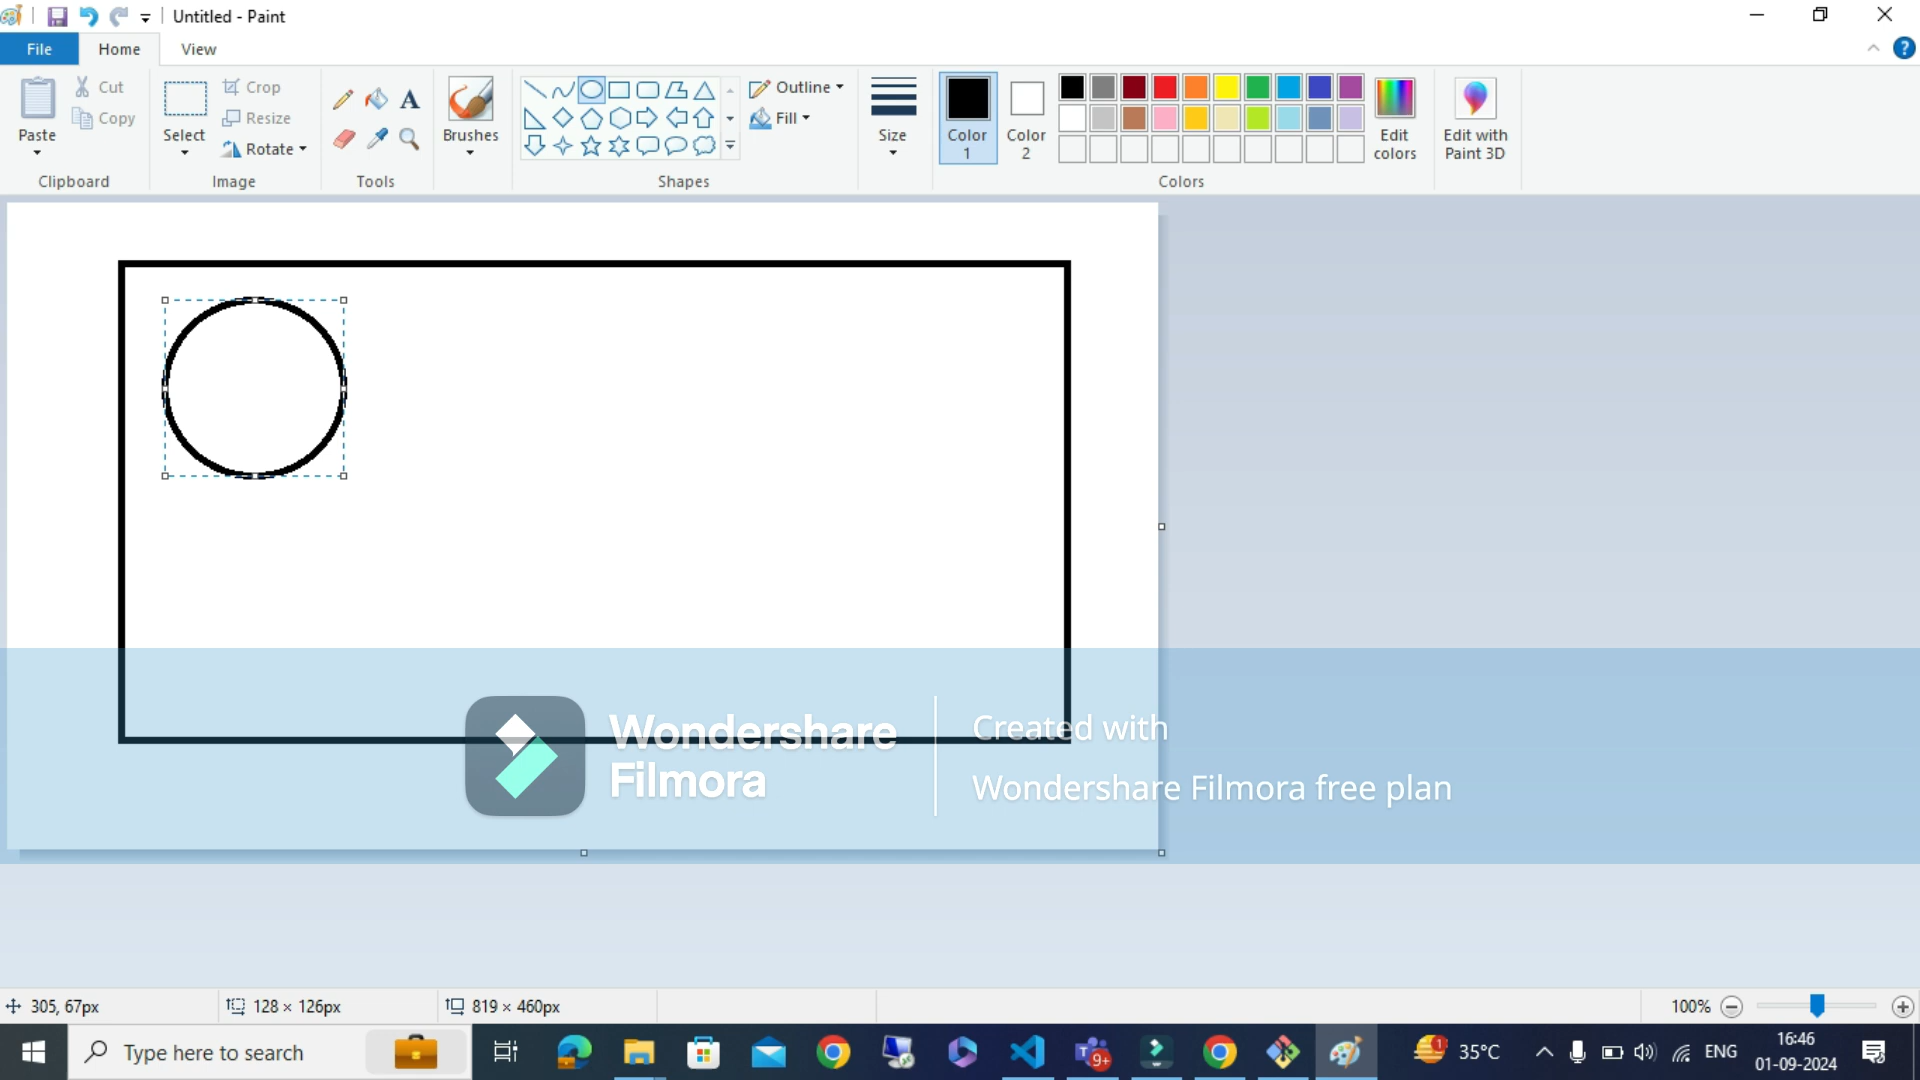 Untitled - Paint
File Home View
Paste
Cut
Copy
Clipboard
Select
Crop
Resize
Rotate
Image
A
Tools
Brushes
Shapes
Outline
Fill
Size
Color
1
Color
2
Colors
Edit
colors
Edit with
Paint 3D
Wondershare
Filmora
Created with
Wondershare Filmora free plan
305, 67px
128 × 126px
819 × 460px
100%
Type here to search
9+
1
35°C
ENG
16:46
01-09-2024